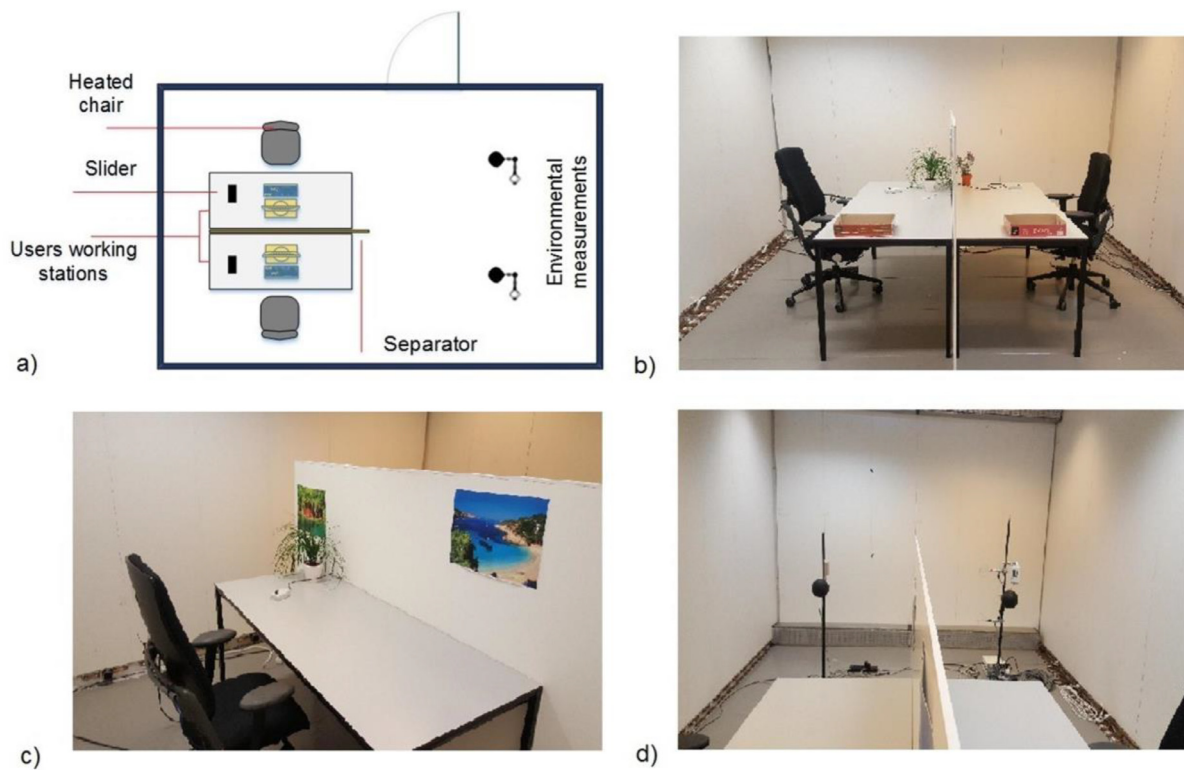 Heated
chair
Slider
Users working
stations
Separator
Environmental
measurements
a)
b)
c)
d)